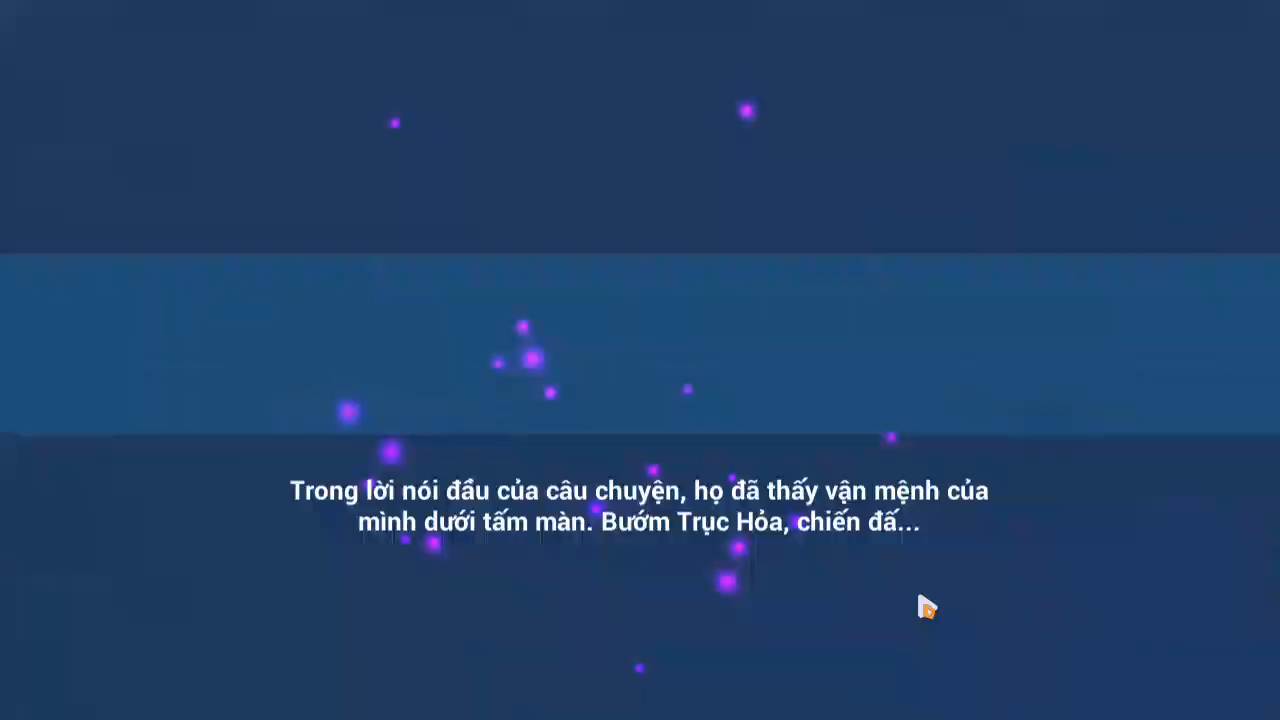 Trong lời nói đầu của câu chuyện, họ đã thấy vận mệnh của
mình dưới tấm màn. Bướm Trục Hỏa, chiến đấ...